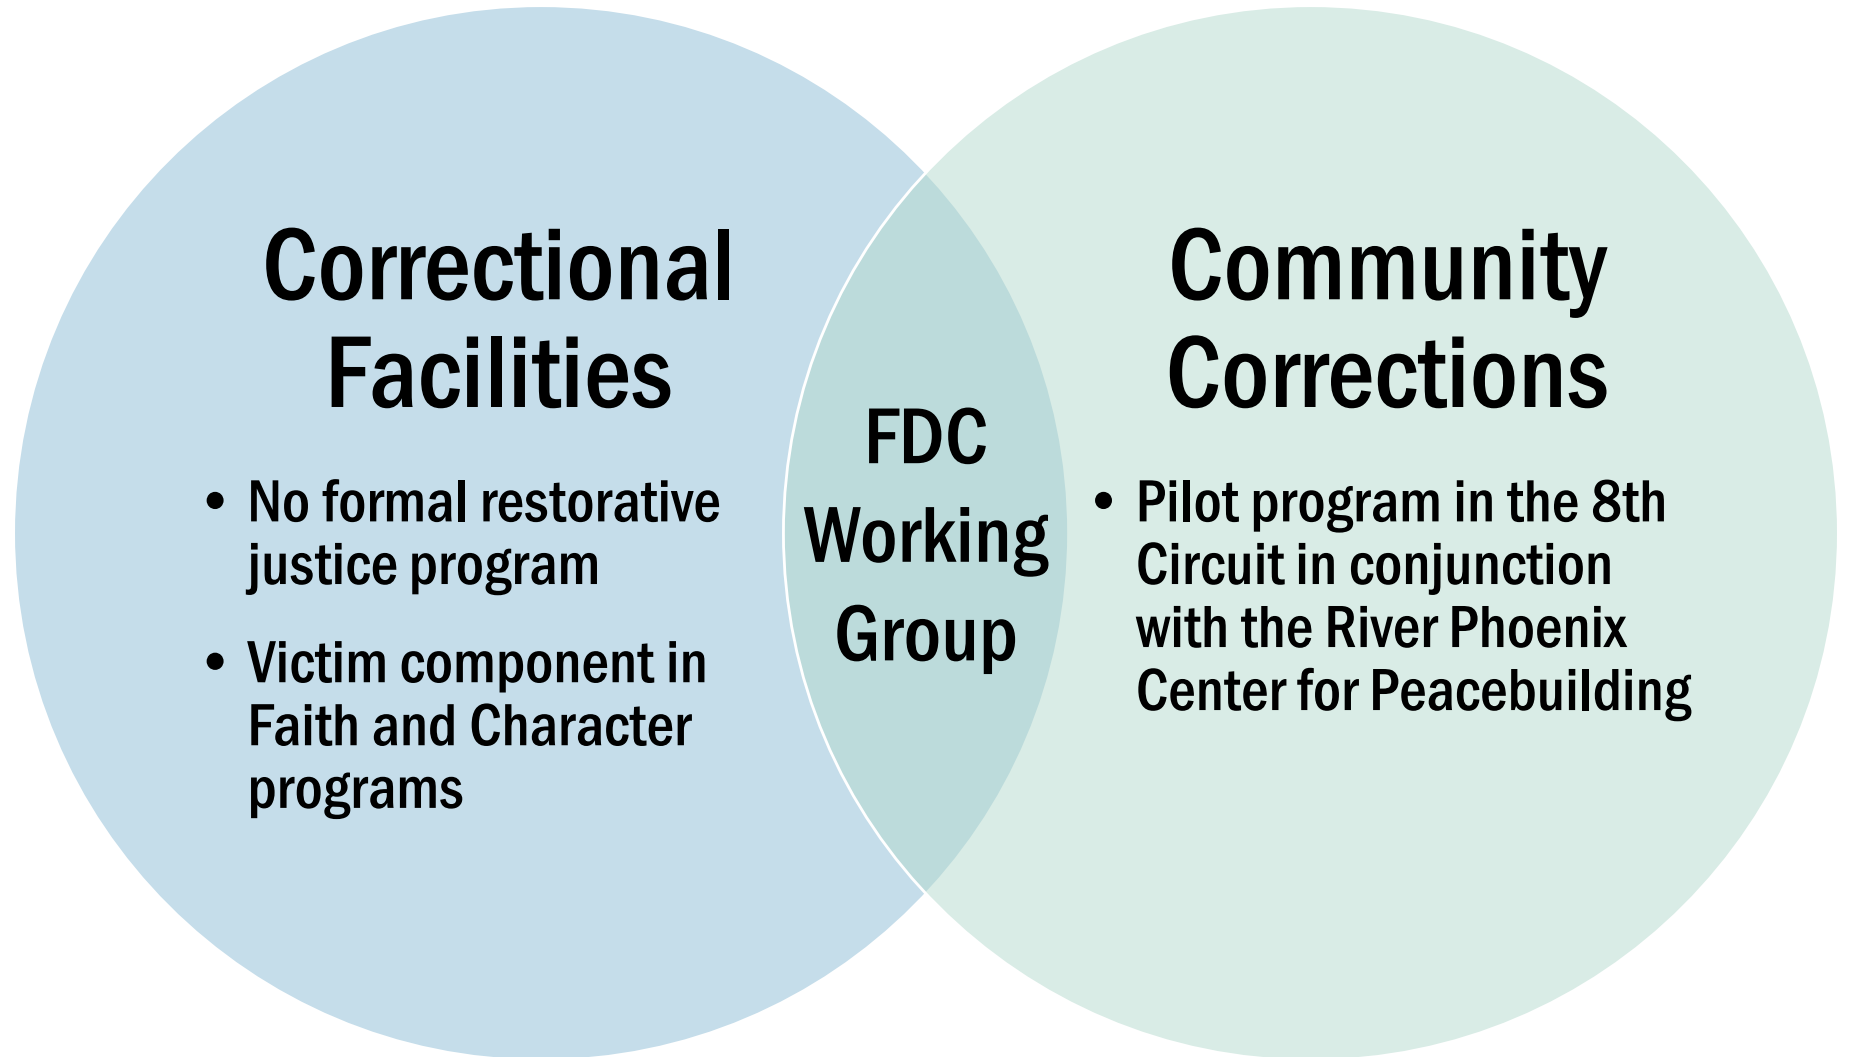 Correctional
Facilities
• No formal restorative
justice program
• Victim component in
Faith and Character
programs
FDC
Working
Group
Community
Corrections
• Pilot program in the 8th
Circuit in conjunction
with the River Phoenix
Center for Peacebuilding